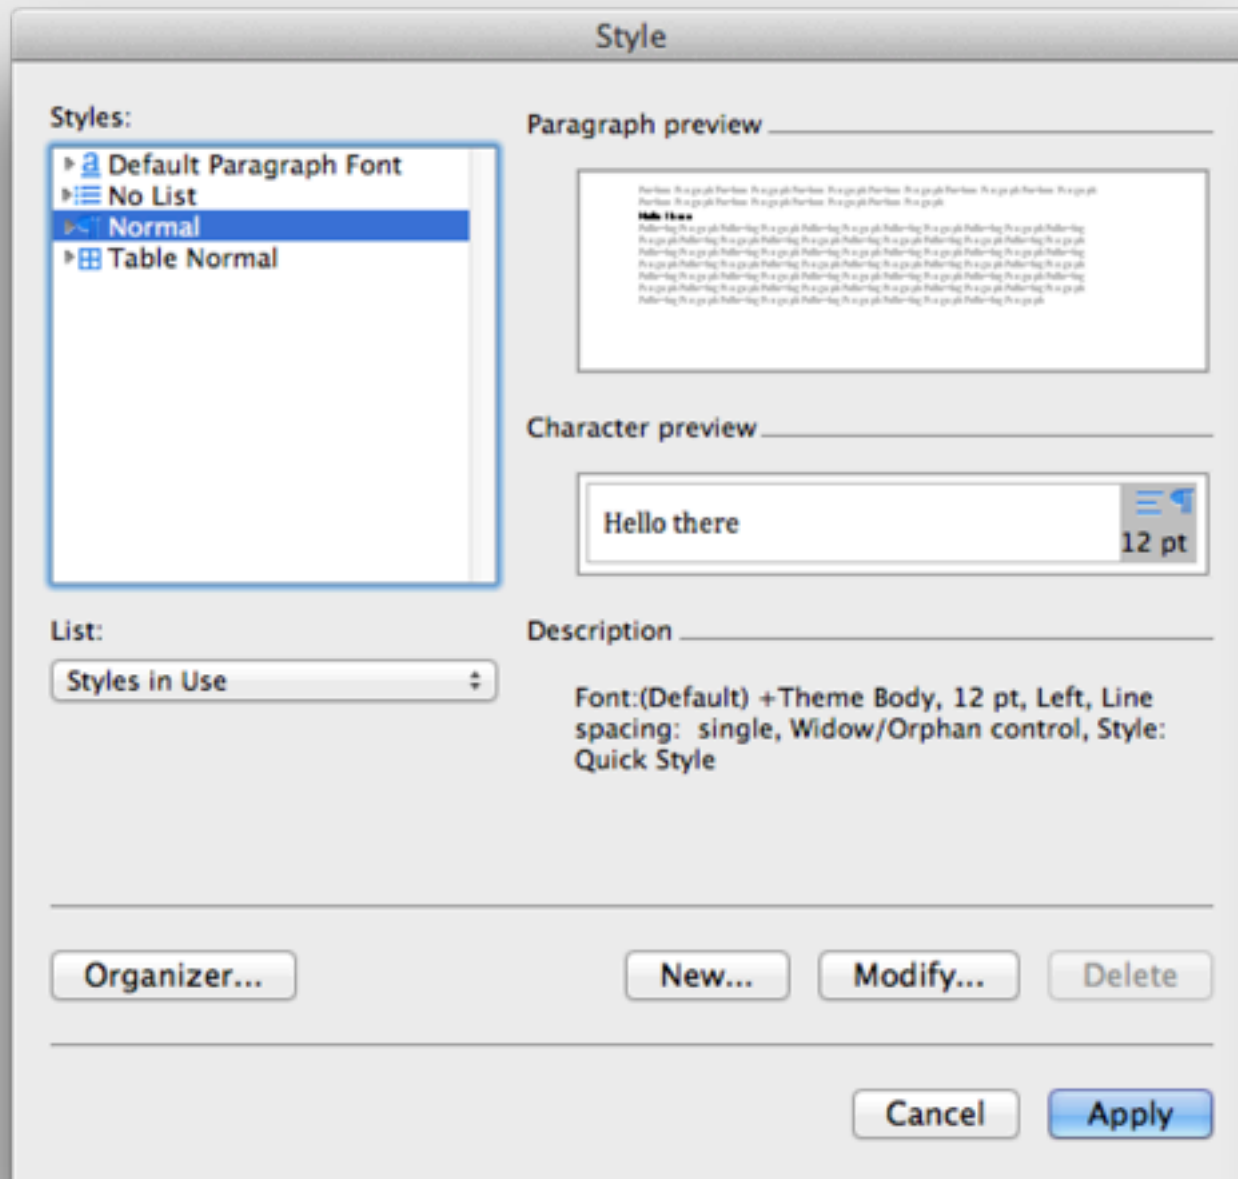 Style
Styles:
Default Paragraph Font
No List
Normal
Table Normal
List:
Styles in Use
Paragraph preview
Hello there
Character preview
Hello there
12 pt
Description
Font:(Default) +Theme Body, 12 pt, Left, Line
spacing:  single, Widow/Orphan control, Style:
Quick Style
Organizer...
New...
Modify...
Delete
Cancel
Apply